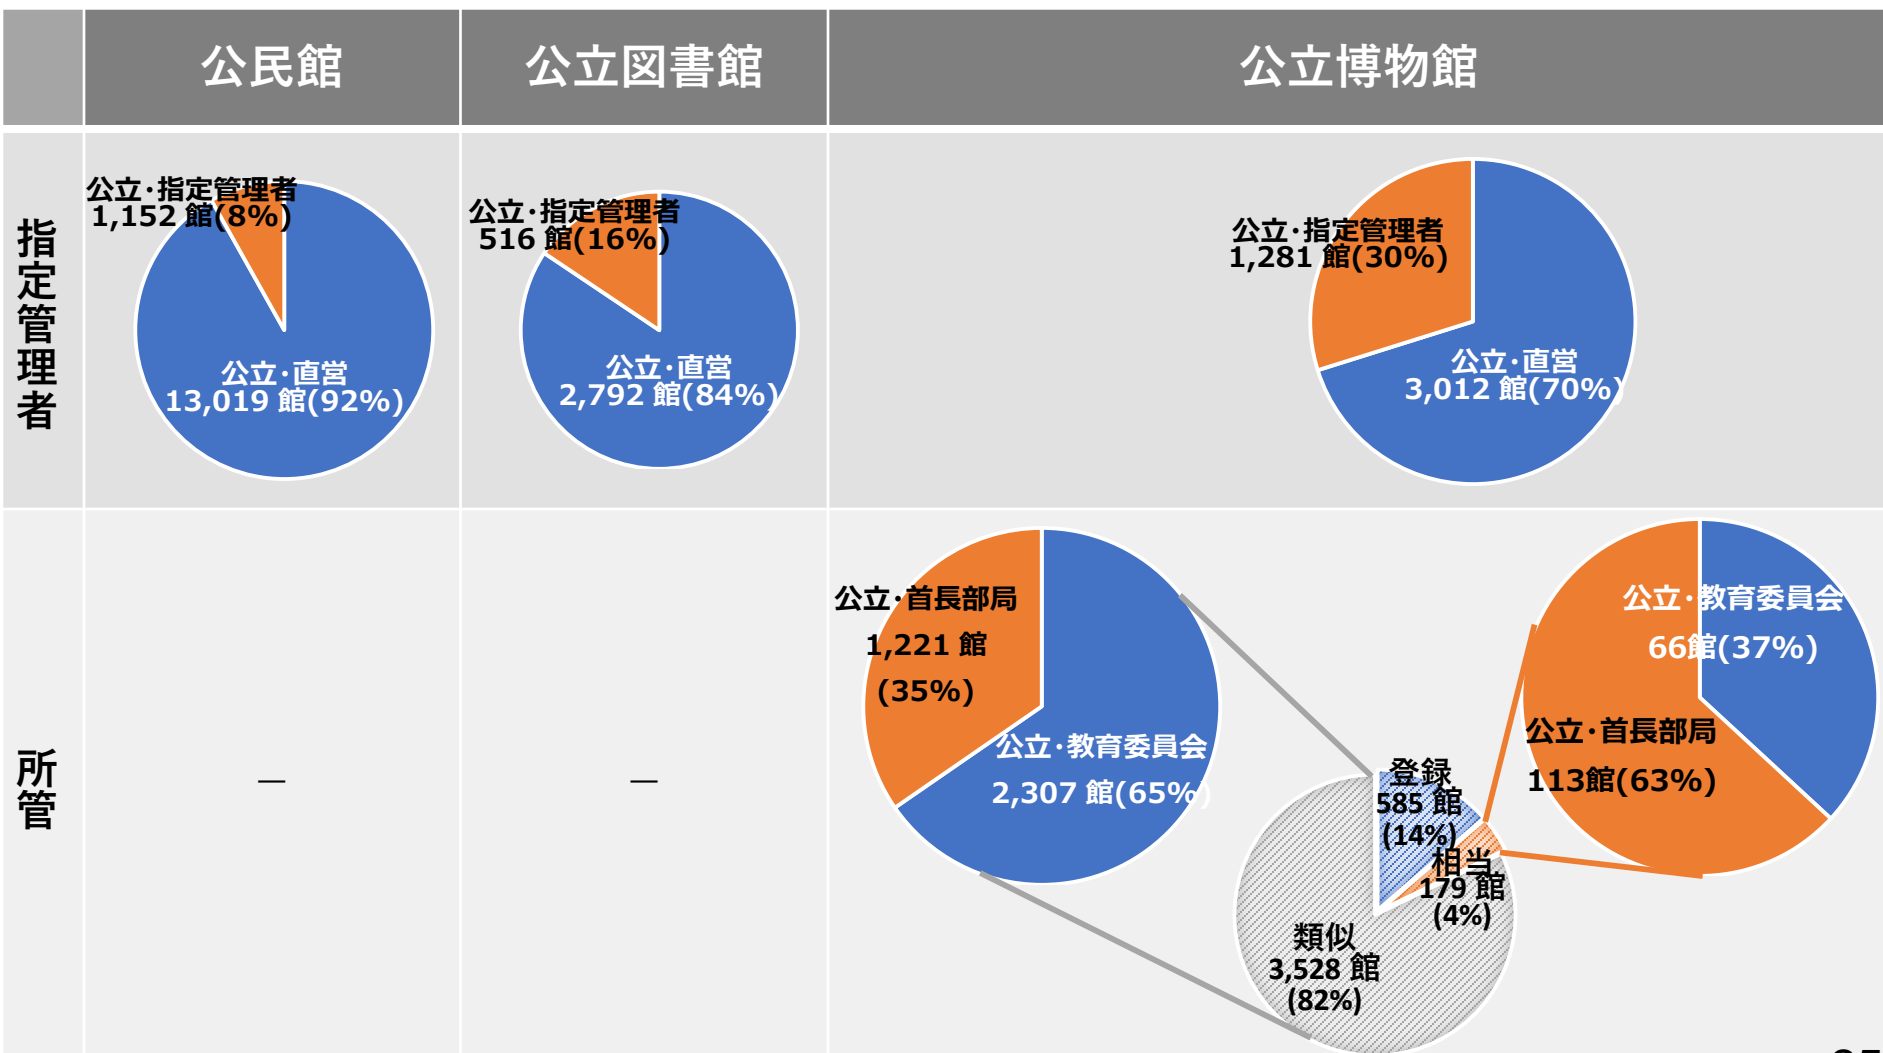 公民館
公立図書館
公立博物館
指定管理者
公立･指定管理者
1,152 館(8%)
公立･直営
13,019 館(92%)
公立･指定管理者
516 館(16%)
公立･直営
2,792 館(84%)
公立･指定管理者
1,281 館(30%)
公立･直営
3,012 館(70%)
所管
－
－
公立･首長部局
1,221 館
(35%)
公立･教育委員会
2,307 館(65%)
登録
585 館
(14%)
相当
179 館
(4%)
類似
3,528 館
(82%)
公立･教育委員会
66館(37%)
公立･首長部局
113館(63%)